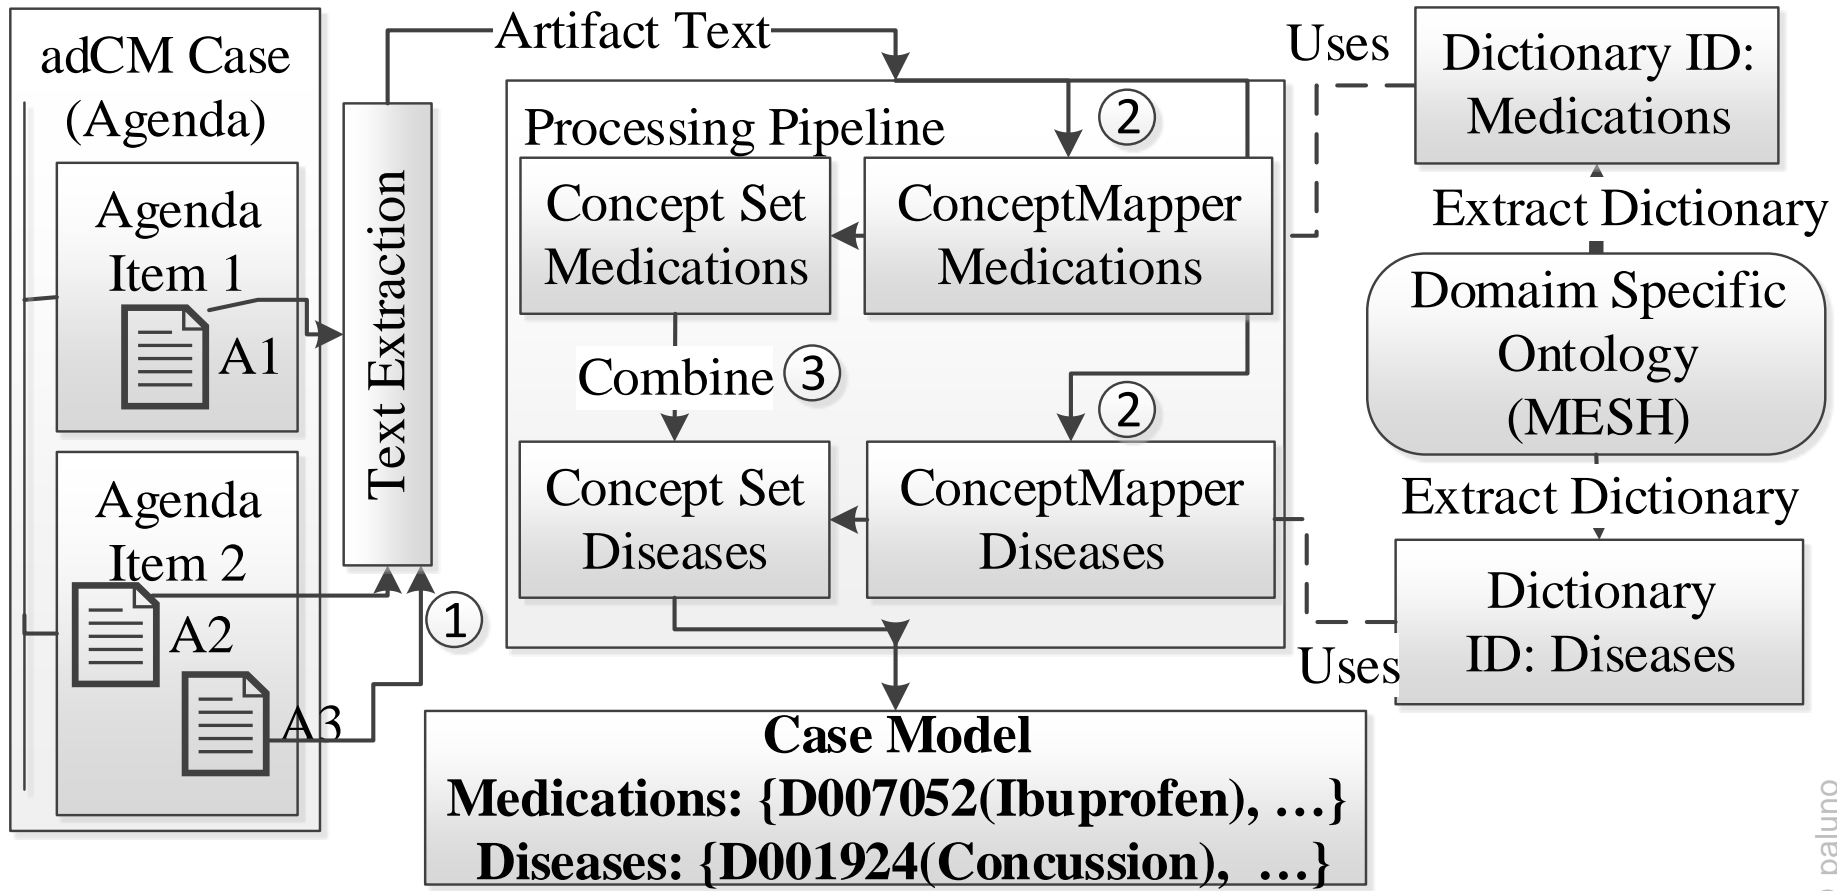 adCM Case
(Agenda)
Agenda
Item 1
A1
Agenda
Item 2
A2
A3
Text Extraction
1
Artifact Text
Processing Pipeline
2
Concept Set
Medications
ConceptMapper
Medications
Combine
3
2
Concept Set
Diseases
ConceptMapper
Diseases
Uses
Dictionary ID:
Medications
Extract Dictionary
Domaim Specific
Ontology
(MESH)
Extract Dictionary
Dictionary
ID: Diseases
Uses
Case Model
Medications: {D007052(Ibuprofen), …}
Diseases: {D001924(Concussion), …}
paluno